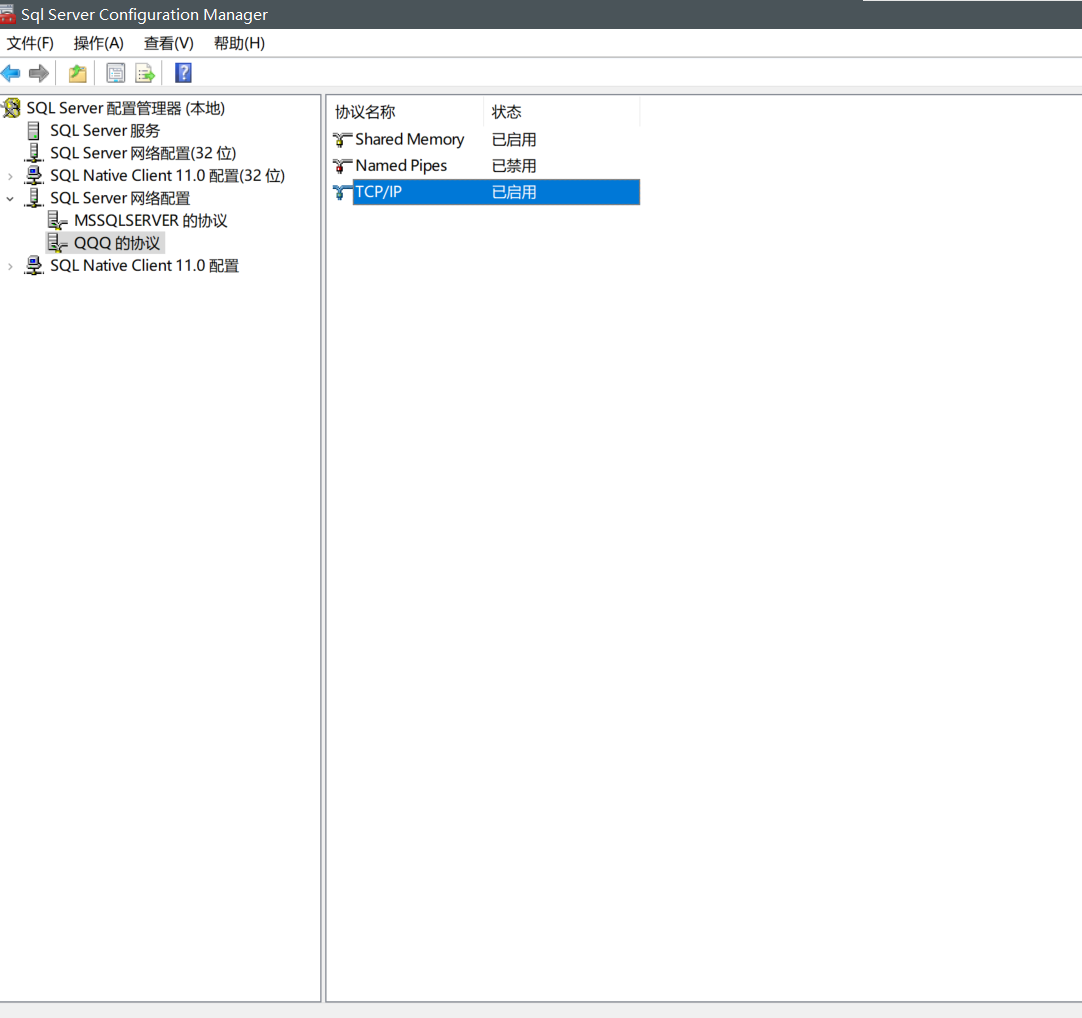 Sql Server Configuration Manager
文件(F) 操作(A) 查看(V) 帮助(H)
SQL Server 配置管理器 (本地)
SQL Server 服务
SQL Server 网络配置(32 位)
SQL Native Client 11.0 配置(32 位)
SQL Server 网络配置
MSSQLSERVER 的协议
QQQ 的协议
SQL Native Client 11.0 配置
协议名称 状态
Shared Memory 已启用
Named Pipes 已禁用
TCP/IP 已启用